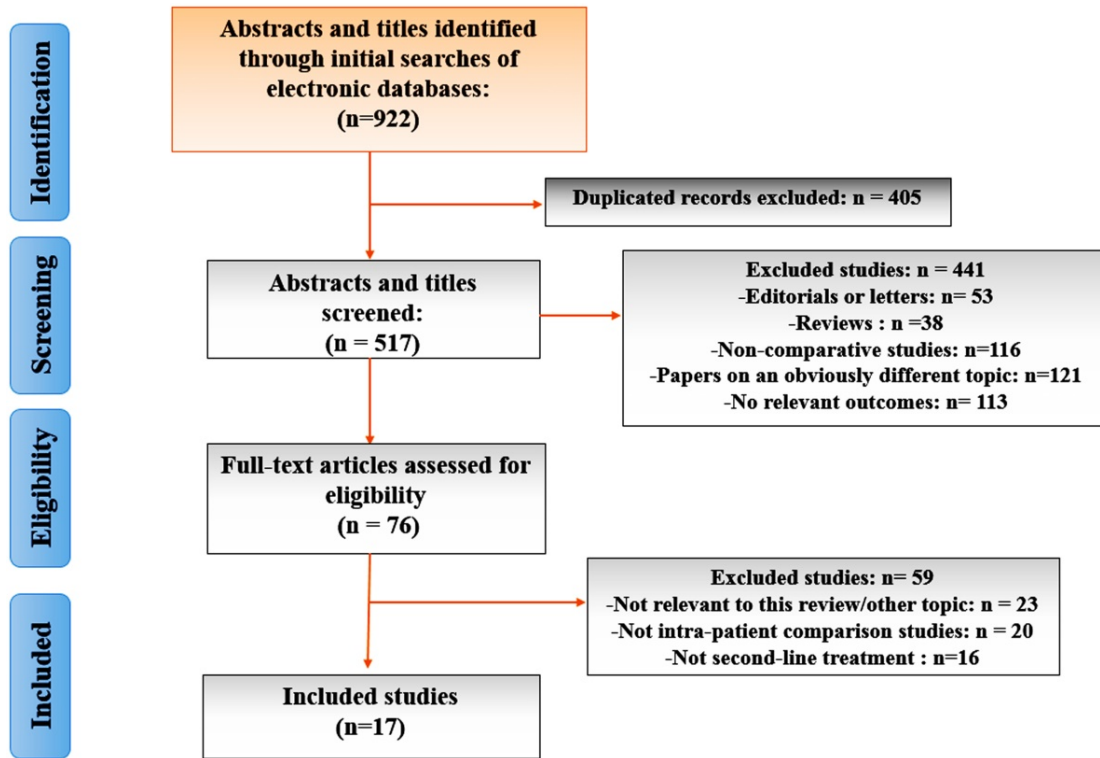 Identification
Abstracts and titles identified
through initial searches of
electronic databases:
(n=922)
Duplicated records excluded: n = 405
Screening
Abstracts and titles
screened:
(n = 517)
Excluded studies: n = 441
-Editorials or letters: n= 53
-Reviews : n =38
-Non-comparative studies: n=116
-Papers on an obviously different topic: n=121
-No relevant outcomes: n= 113
Eligibility
Full-text articles assessed for
eligibility
(n = 76)
Excluded studies: n= 59
-Not relevant to this review/other topic: n = 23
-Not intra-patient comparison studies: n = 20
-Not second-line treatment : n=16
Included
Included studies
(n=17)